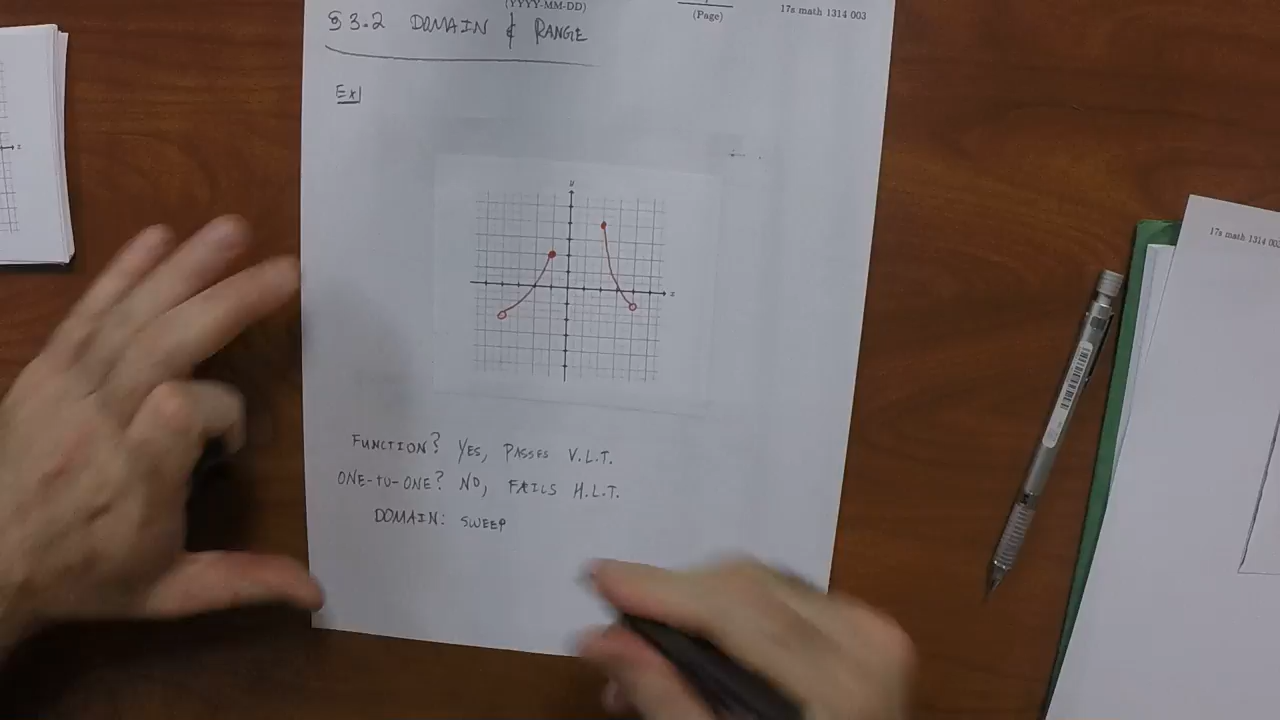 (YYYY-MM-DD)
(Page)
17s math 1314 003
§ 3.2 DOMAIN & RANGE
Ex
y
x
FUNCTION? YES, PASSES V.L.T.
ONE-TO-ONE? NO, FAILS H.L.T.
DOMAIN: SWEEP
x
17s math 1314 003